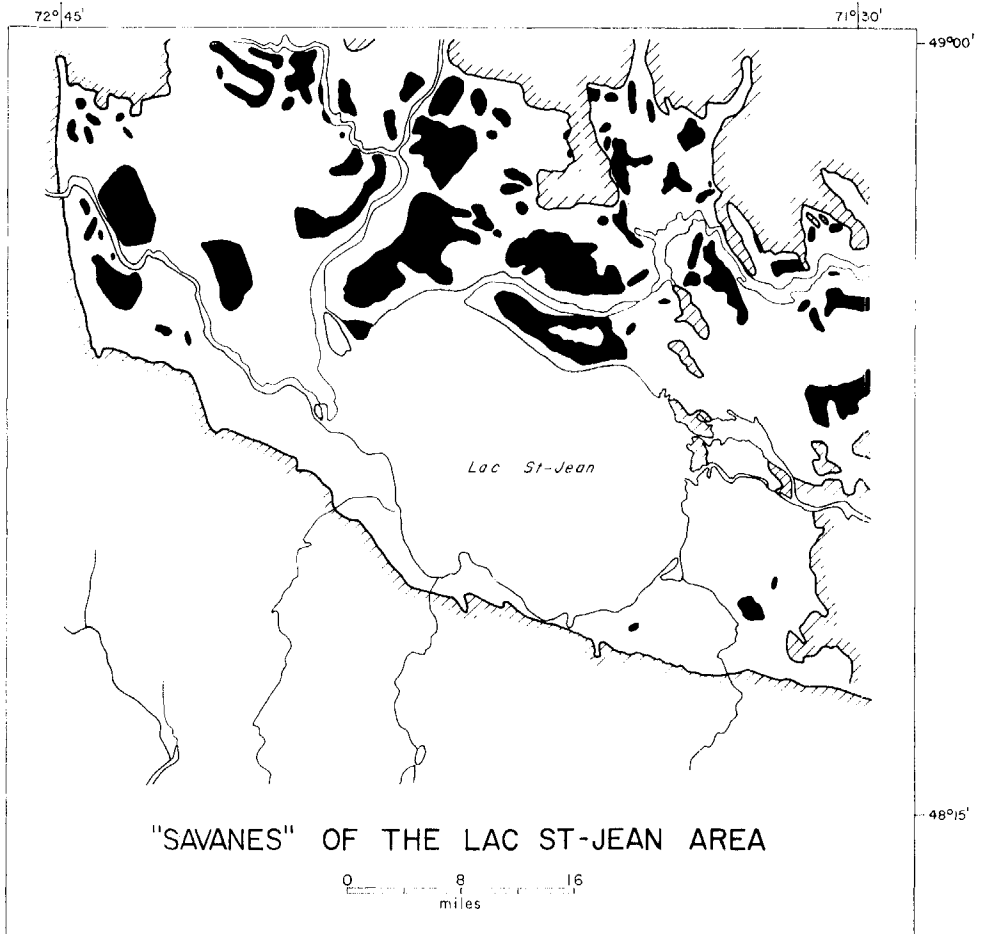 72°45'
71°30'
49°00'
Lac St-Jean
48°15'
"SAVANES" OF THE LAC ST-JEAN AREA
0 8 16
miles